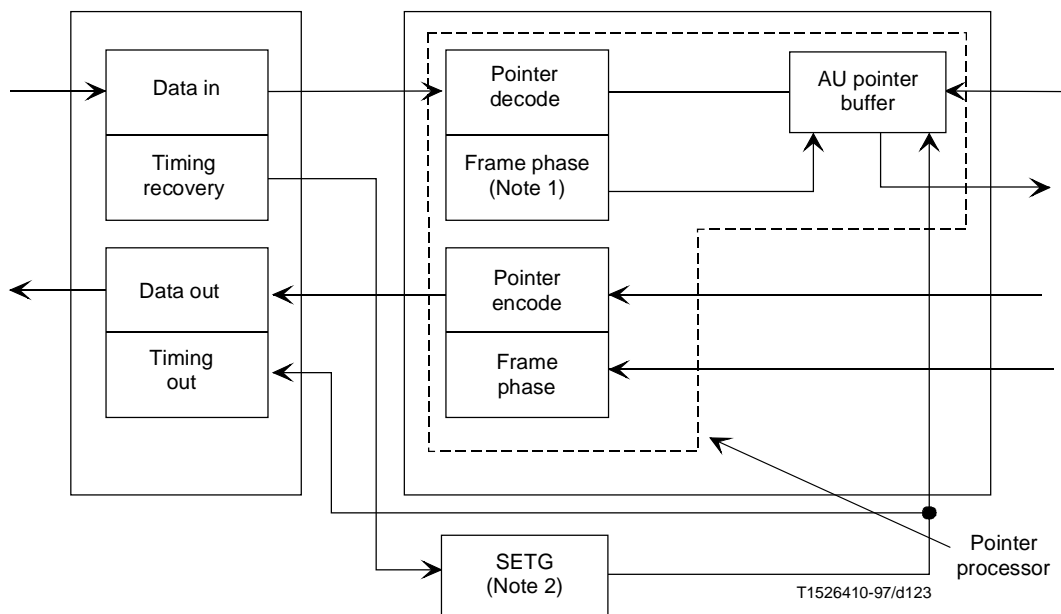 Data in
Timing
recovery
Data out
Timing
out
Pointer
decode
Frame phase
(Note 1)
AU pointer
buffer
Pointer
encode
Frame
phase
SETG
(Note 2)
Pointer
processor
T1526410-97/d123